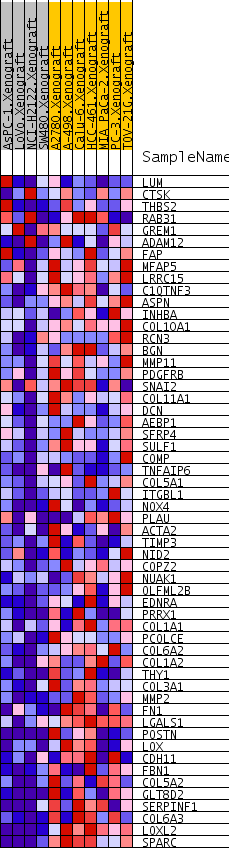 AsPC-1.Xenograft
LoVo.Xenograft
NCI-H2122.Xenograft
SW480.Xenograft
A2780.Xenograft
A-498.Xenograft
Calu-6.Xenograft
HCC-461.Xenograft
MIA PaCa-2.Xenograft
PC-3.Xenograft
TOV-21G.Xenograft
SampleName
LUM
CTSK
THBS2
RAB31
GREM1
ADAM12
FAP
MFAP5
LRRC15
C1QTNF3
ASPN
INHBA
COL10A1
RCN3
BGN
MMP11
PDGFRB
SNAI2
COL11A1
DCN
AEBP1
SFRP4
SULF1
COMP
TNFAIP6
COL5A1
ITGBL1
NOX4
PLAU
ACTA2
TIMP3
NID2
COPZ2
NUAK1
OLFML2B
EDNRA
PRRX1
COL1A1
PCOLCE
COL6A2
COL1A2
THY1
COL3A1
MMP2
FN1
LGALS1
POSTN
LOX
CDH11
FBN1
COL5A2
GLT8D2
SERPINF1
COL6A3
LOXL2
SPARC